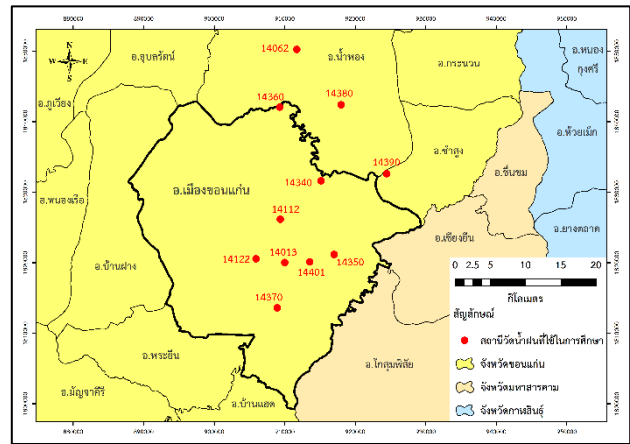 N
W E
S
อ.อุบลรัตน์
14062
อ.น้ำพอง
อ.กระนวน
อ.หนอง
กุงศรี
อ.ภูเวียง
14360
14380
อ.ห้วยเม็ก
อ.ซำสูง
14390
อ.ชื่นชม
อ.หนองเรือ
อ.เมืองขอนแก่น
14340
14112
อ.เชียงยืน
อ.ยางตลาด
อ.บ้านฝาง
14122
14013
14401
14350
0 2.5 5 10 15 20
กิโลเมตร
14370
สัญลักษณ์
สถานีวัดน้ำฝนที่ใช้ในการศึกษา
อ.พระยืน
อ.โกสุมพิสัย
จังหวัดขอนแก่น
จังหวัดมหาสารคาม
อ.มัญจาคีรี
อ.บ้านแฮด
จังหวัดกาฬสินธุ์